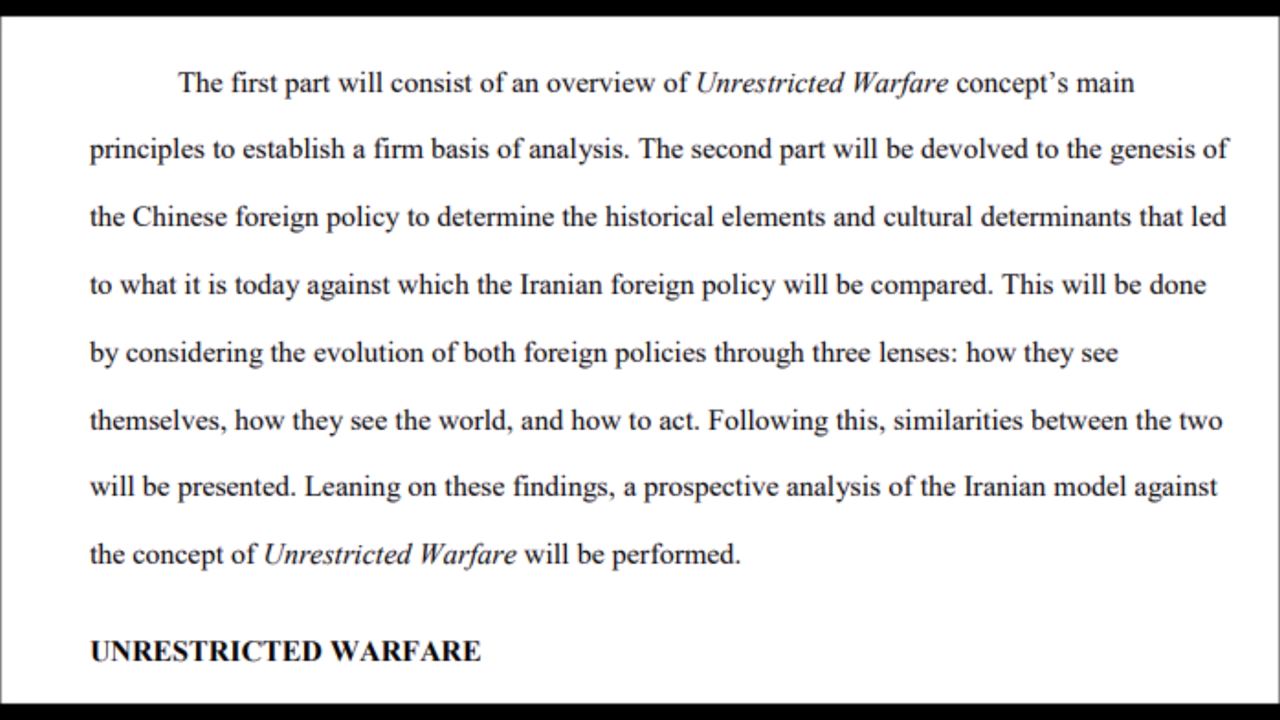 The first part will consist of an overview of Unrestricted Warfare concept’s main
principles to establish a firm basis of analysis. The second part will be devolved to the genesis of
the Chinese foreign policy to determine the historical elements and cultural determinants that led
to what it is today against which the Iranian foreign policy will be compared. This will be done
by considering the evolution of both foreign policies through three lenses: how they see
themselves, how they see the world, and how to act. Following this, similarities between the two
will be presented. Leaning on these findings, a prospective analysis of the Iranian model against
the concept of Unrestricted Warfare will be performed.
UNRESTRICTED WARFARE